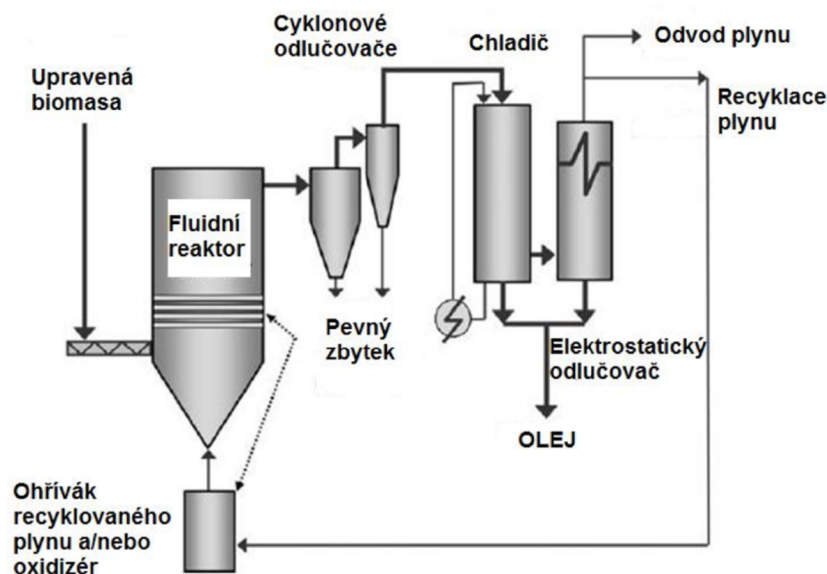 Cyklonové
odlučovače
Chladič
Odvod plynu
Upravená
biomasa
Recyklace
plynu
Fluidní
reaktor
Pevný
zbytek
Elektrostatický
odlučovač
OLEJ
Ohřívák
recyklovaného
plynu a/nebo
oxidizér